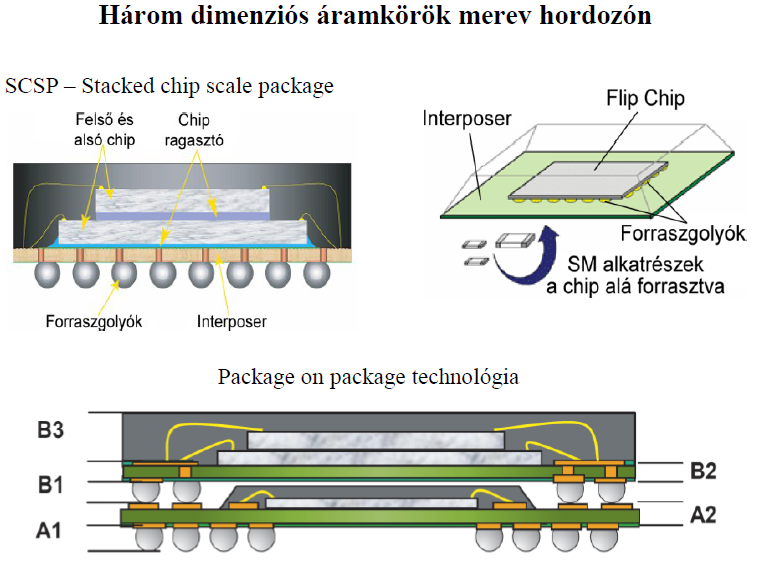 Három dimenziós áramkörök merev hordozón
SCSP – Stacked chip scale package
Felső és
alsó chip
Chip
ragasztó
Forraszgolyók
Interposer
Interposer
Flip Chip
Forraszgolyók
SM alkatrészek
a chip alá forrasztva
Package on package technológia
B3
B1
A1
B2
A2